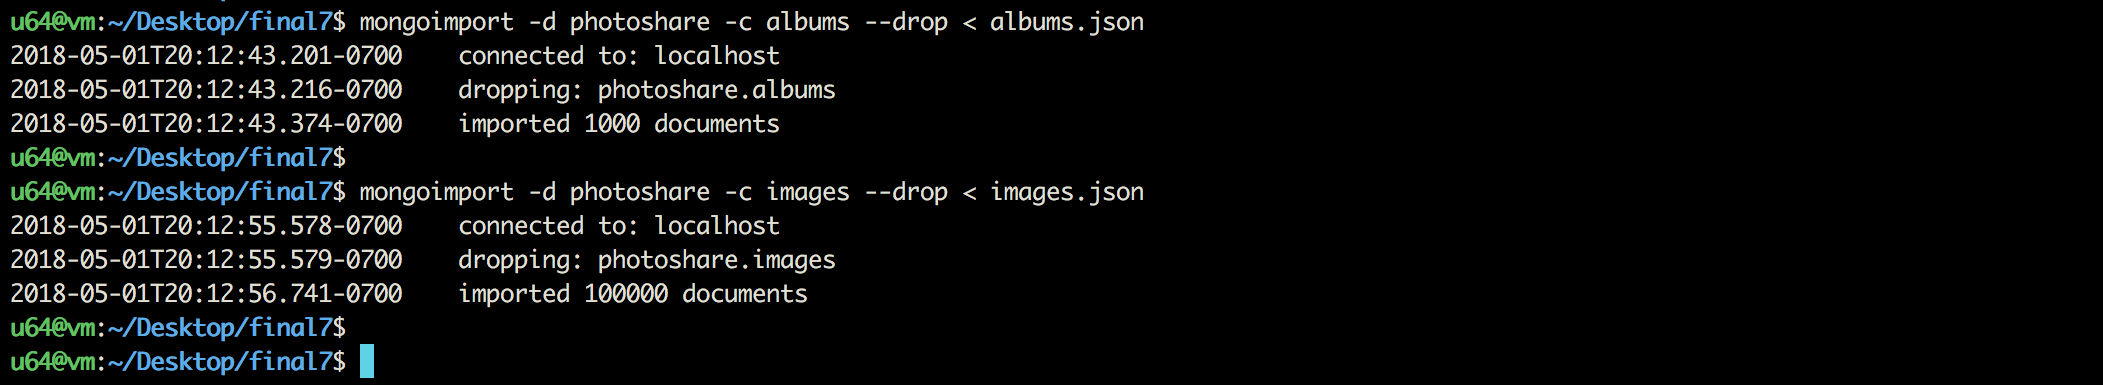 u64@vm:~/Desktop/final7$ mongoimport -d photoshare -c albums --drop < albums.json
2018-05-01T20:12:43.201-0700    connected to: localhost
2018-05-01T20:12:43.216-0700    dropping: photoshare.albums
2018-05-01T20:12:43.374-0700    imported 1000 documents
u64@vm:~/Desktop/final7$
u64@vm:~/Desktop/final7$ mongoimport -d photoshare -c images --drop < images.json
2018-05-01T20:12:55.578-0700    connected to: localhost
2018-05-01T20:12:55.579-0700    dropping: photoshare.images
2018-05-01T20:12:56.741-0700    imported 100000 documents
u64@vm:~/Desktop/final7$
u64@vm:~/Desktop/final7$